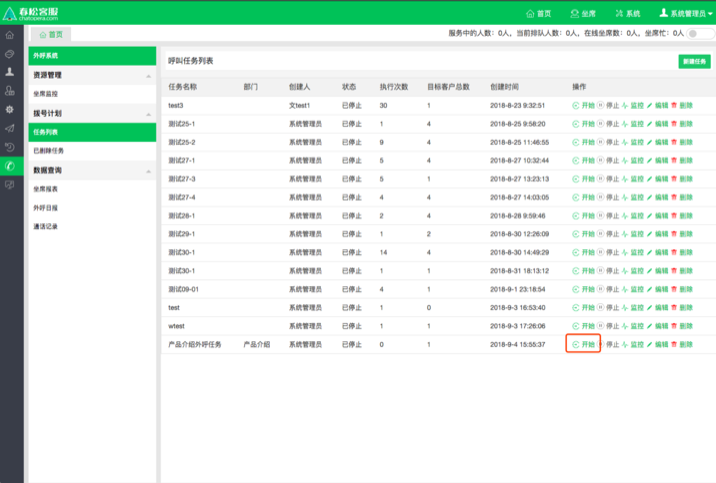 春松客服
chatopera.com
首页 坐席 系统 系统管理员
首页
服务中的人数: 0人, 当前排队人数: 0人, 在线坐席数: 0人, 坐席忙: 0人
外呼系统
资源管理
坐席监控
拨号计划
任务列表
已删除任务
数据查询
坐席报表
外呼日报
通话记录
呼叫任务列表
新建任务
任务名称 部门 创建人 状态 执行次数 目标客户总数 创建时间 操作
test3 文test1 已停止 30 1 2018-8-23 9:32:51 开始 停止 监控 编辑 删除
测试25-1 系统管理员 已停止 1 4 2018-8-25 9:58:20 开始 停止 监控 编辑 删除
测试25-2 系统管理员 已停止 9 4 2018-8-25 11:46:55 开始 停止 监控 编辑 删除
测试27-1 系统管理员 已停止 5 4 2018-8-27 10:32:44 开始 停止 监控 编辑 删除
测试27-3 系统管理员 已停止 5 1 2018-8-27 13:23:13 开始 停止 监控 编辑 删除
测试27-4 系统管理员 已停止 4 4 2018-8-27 14:03:05 开始 停止 监控 编辑 删除
测试28-1 系统管理员 已停止 2 4 2018-8-28 9:59:46 开始 停止 监控 编辑 删除
测试29-1 系统管理员 已停止 1 2 2018-8-30 12:26:09 开始 停止 监控 编辑 删除
测试30-1 系统管理员 已停止 14 4 2018-8-30 14:49:29 开始 停止 监控 编辑 删除
测试30-1 系统管理员 已停止 1 1 2018-8-31 18:13:12 开始 停止 监控 编辑 删除
测试09-01 系统管理员 已停止 4 1 2018-9-1 23:18:54 开始 停止 监控 编辑 删除
test 系统管理员 已停止 1 0 2018-9-3 16:53:40 开始 停止 监控 编辑 删除
wtest 系统管理员 已停止 1 1 2018-9-3 17:26:06 开始 停止 监控 编辑 删除
产品介绍外呼任务 产品介绍 系统管理员 已停止 0 1 2018-9-4 15:55:37 开始 停止 监控 编辑 删除